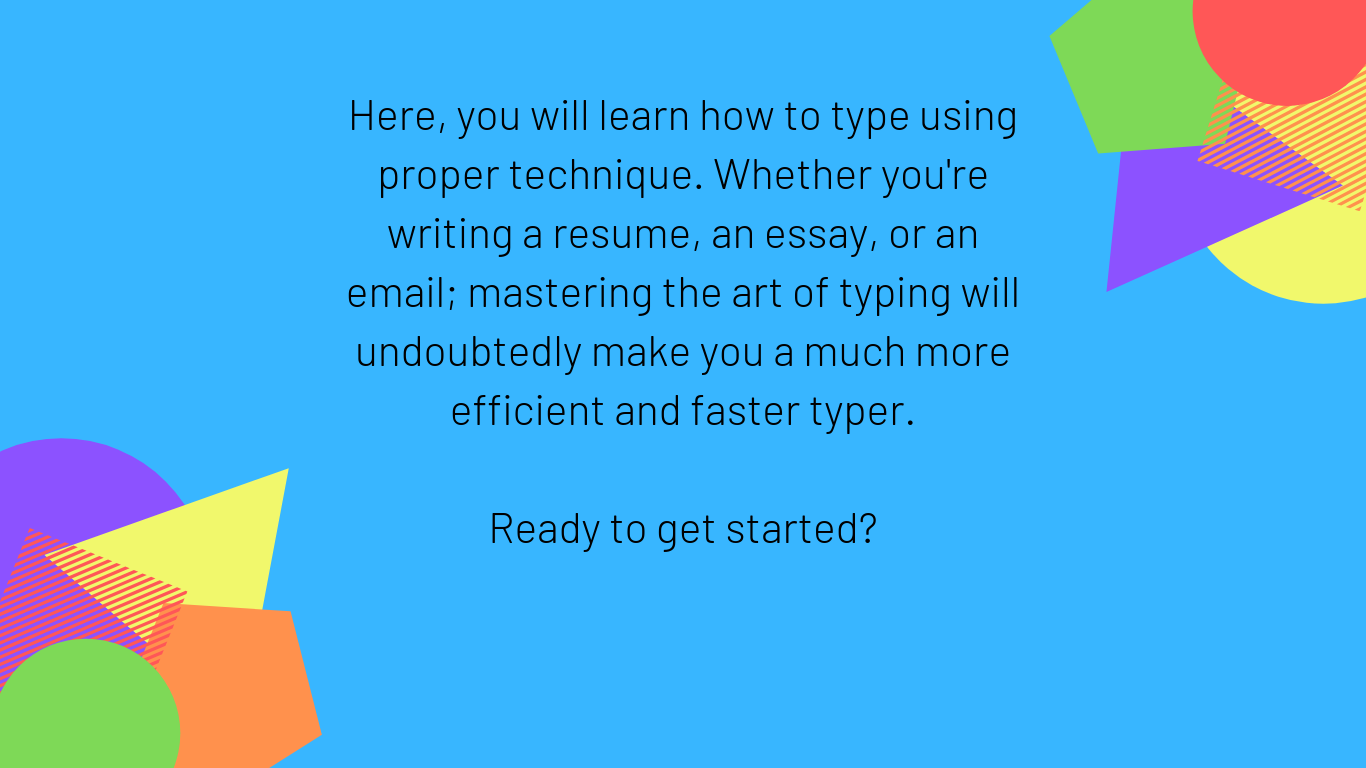 Here, you will learn how to type using
proper technique. Whether you're
writing a resume, an essay, or an
email; mastering the art of typing will
undoubtedly make you a much more
efficient and faster typer.
Ready to get started?